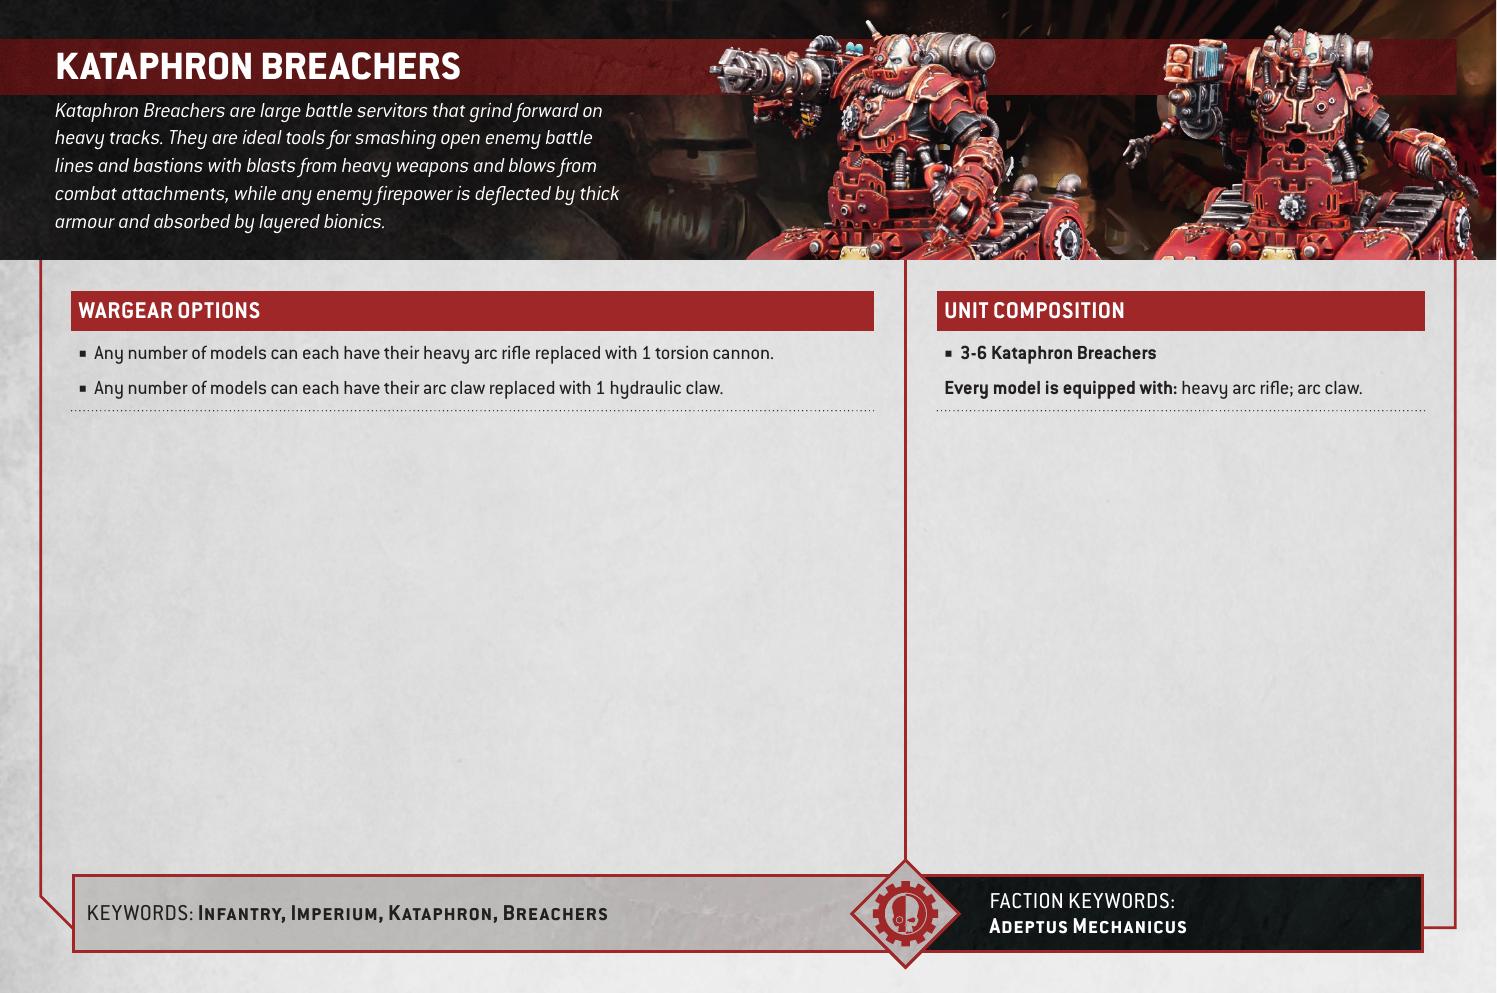 KATAPHRON BREACHERS
Kataphron Breachers are large battle servitors that grind forward on
heavy tracks. They are ideal tools for smashing open enemy battle
lines and bastions with blasts from heavy weapons and blows from
combat attachments, while any enemy firepower is deflected by thick
armour and absorbed by layered bionics.
WARGEAR OPTIONS
▪ Any number of models can each have their heavy arc rifle replaced with 1 torsion cannon.
▪ Any number of models can each have their arc claw replaced with 1 hydraulic claw.
UNIT COMPOSITION
▪ 3-6 Kataphron Breachers
Every model is equipped with: heavy arc rifle; arc claw.
KEYWORDS: Infantry, Imperium, Kataphron, Breachers
FACTION KEYWORDS:
Adeptus Mechanicus